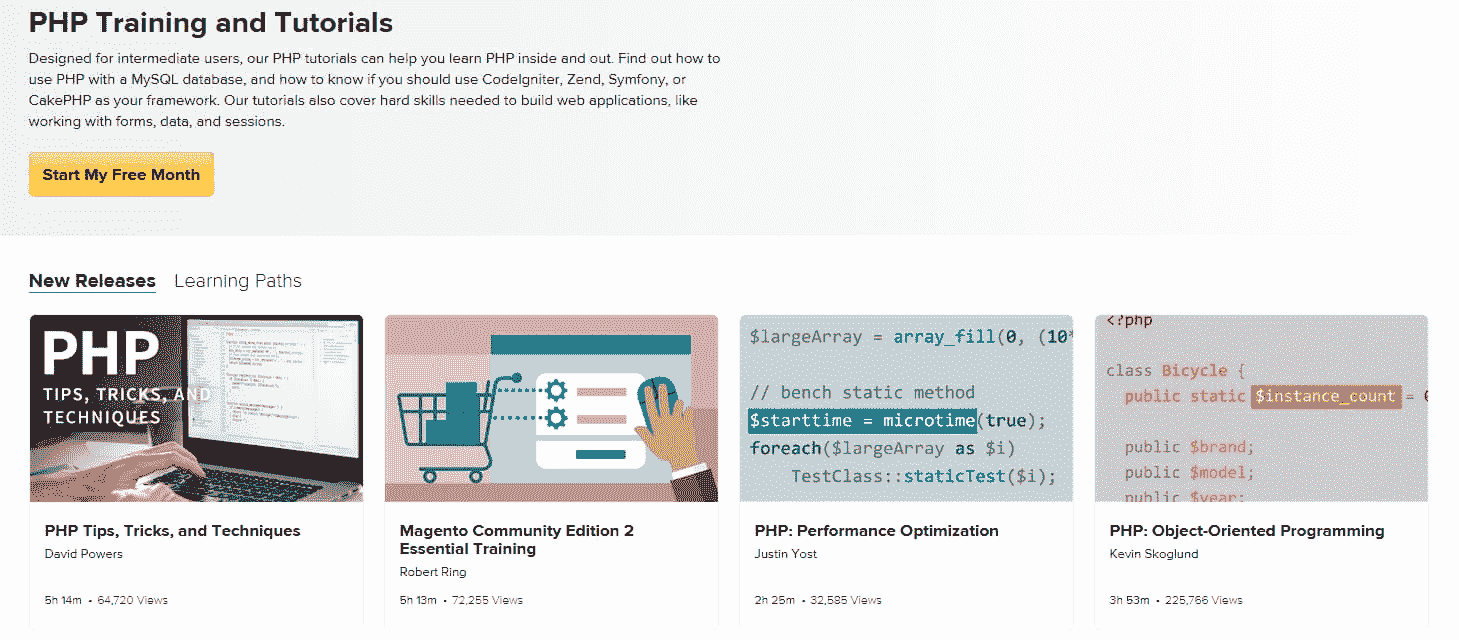 PHP Training and Tutorials
Designed for intermediate users, our PHP tutorials can help you learn PHP inside and out. Find out how to
use PHP with a MySQL database, and how to know if you should use CodeIgniter, Zend, Symfony, or
CakePHP as your framework. Our tutorials also cover hard skills needed to build web applications, like
working with forms, data, and sessions.
Start My Free Month
New Releases Learning Paths
PHP
TIPS, TRICKS, AND
TECHNIQUES
PHP Tips, Tricks, and Techniques
David Powers
5h 14m • 64,720 Views
Magento Community Edition 2
Essential Training
Robert Ring
5h 13m • 72,255 Views
$largeArray = array_fill(0, (10*
// bench static method
$starttime = microtime(true);
foreach($largeArray as $i)
TestClass::staticTest($i);
PHP: Performance Optimization
Justin Yost
2h 25m • 32,585 Views
<?php
class Bicycle {
public static $instance_count =
public $brand;
public $model;
public $year;
PHP: Object-Oriented Programming
Kevin Skoglund
3h 53m • 225,766 Views